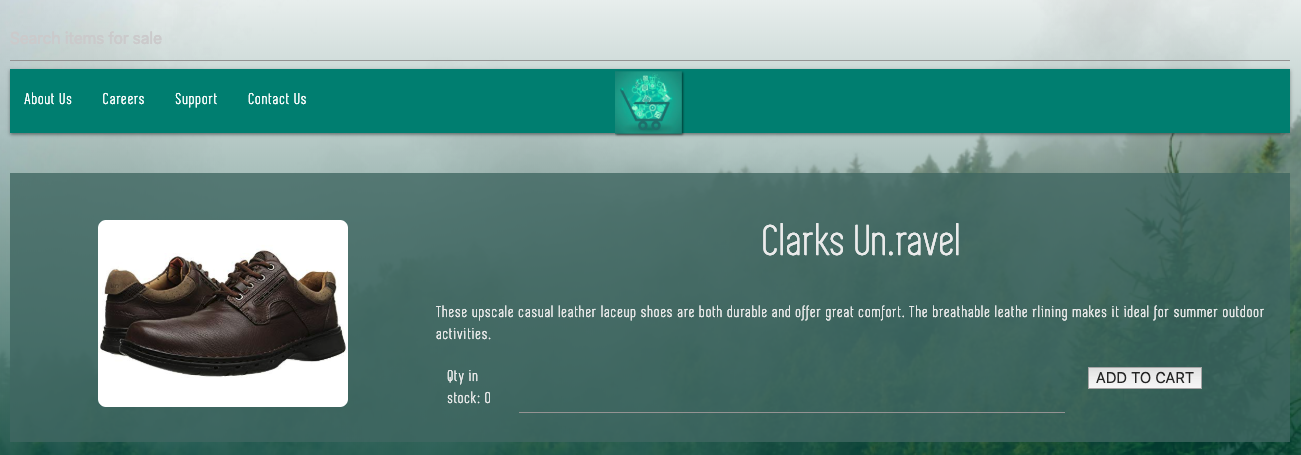 Search items for sale
About Us Careers Support Contact Us
Clarks Un.ravel
These upscale casual leather laceup shoes are both durable and offer great comfort. The breathable leathe rlining makes it ideal for summer outdoor
activities.
Qty in
stock: 0
ADD TO CART